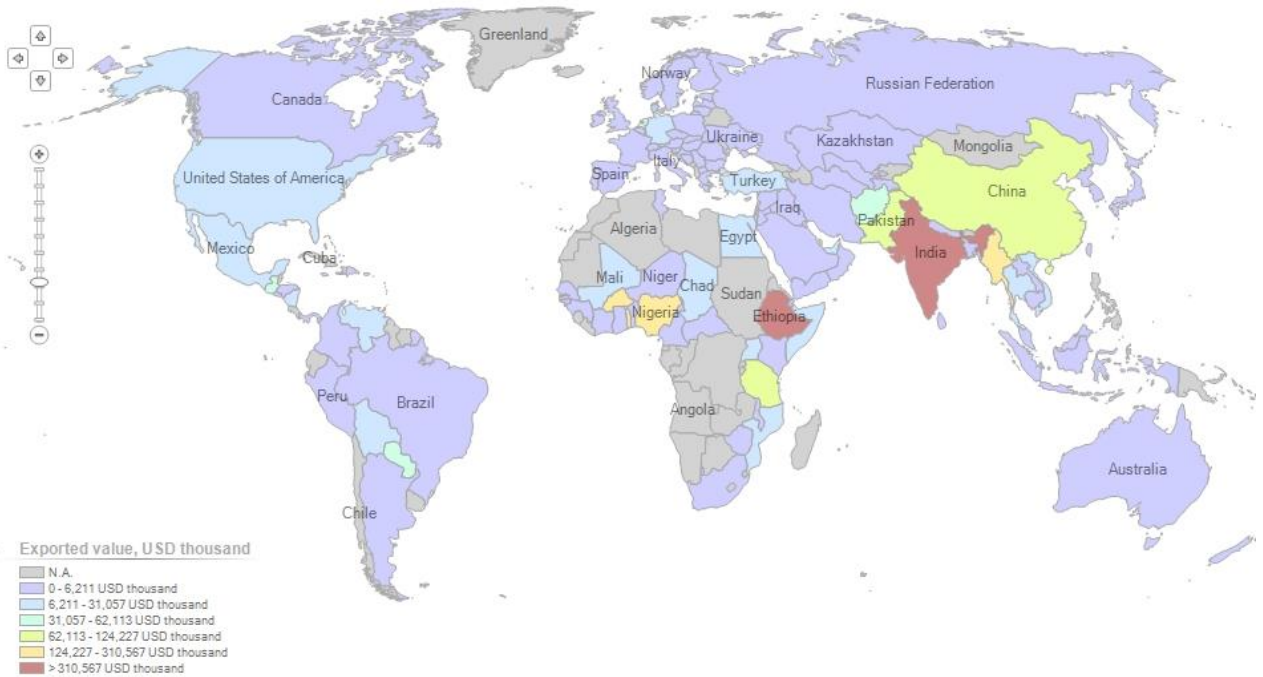 Greenland
Norway
Russian Federation
Canada
Ukraine
Kazakhstan
Mongolia
Italy
Spain
Turkey
United States of America
China
Iraq
Pakistan
Algeria
Egypt
Mexico
India
Cuba
Mali
Niger
Chad
Sudan
Nigeria
Ethiopia
Peru
Brazil
Angola
Australia
Chile
Exported value, USD thousand
N.A.
0 - 6,211 USD thousand
6,211 - 31,057 USD thousand
31,057 - 62,113 USD thousand
62,113 - 124,227 USD thousand
124,227 - 310,567 USD thousand
> 310,567 USD thousand